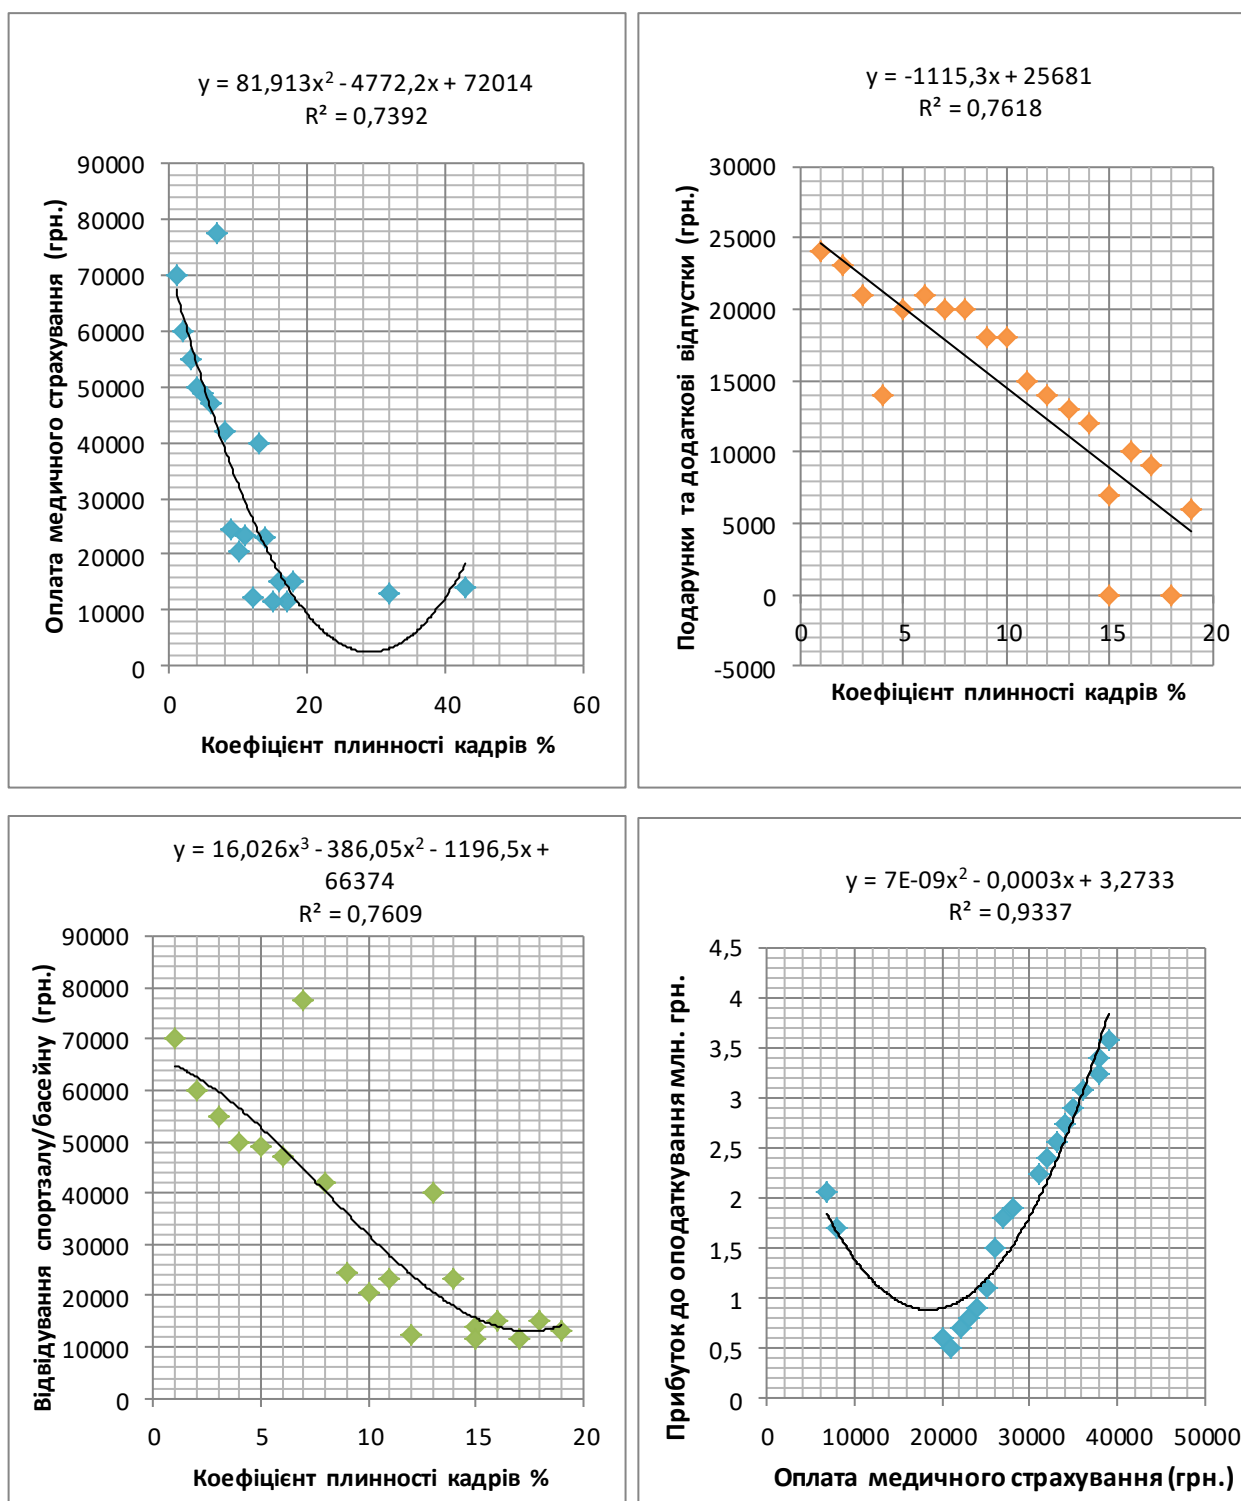 y = 81,913x² - 4772,2x + 72014
R² = 0,7392
90000
80000
70000
60000
50000
40000
30000
20000
10000
0
0 20 40 60
Оплата медичного страхування (грн.)
Коефіцієнт плинності кадрів %
y = -1115,3x + 25681
R² = 0,7618
30000
25000
20000
15000
10000
5000
0
-5000
0 5 10 15 20
Подарунки та додаткові відпустки (грн.)
Коефіцієнт плинності кадрів %
y = 16,026x³ - 386,05x² - 1196,5x +
66374
R² = 0,7609
90000
80000
70000
60000
50000
40000
30000
20000
10000
0
0 5 10 15 20
Відвідування спортзалу/басейну (грн.)
Коефіцієнт плинності кадрів %
y = 7E-09x² - 0,0003x + 3,2733
R² = 0,9337
4,5
4
3,5
3
2,5
2
1,5
1
0,5
0
0 10000 20000 30000 40000 50000
Прибуток до оподаткування млн. грн.
Оплата медичного страхування (грн.)